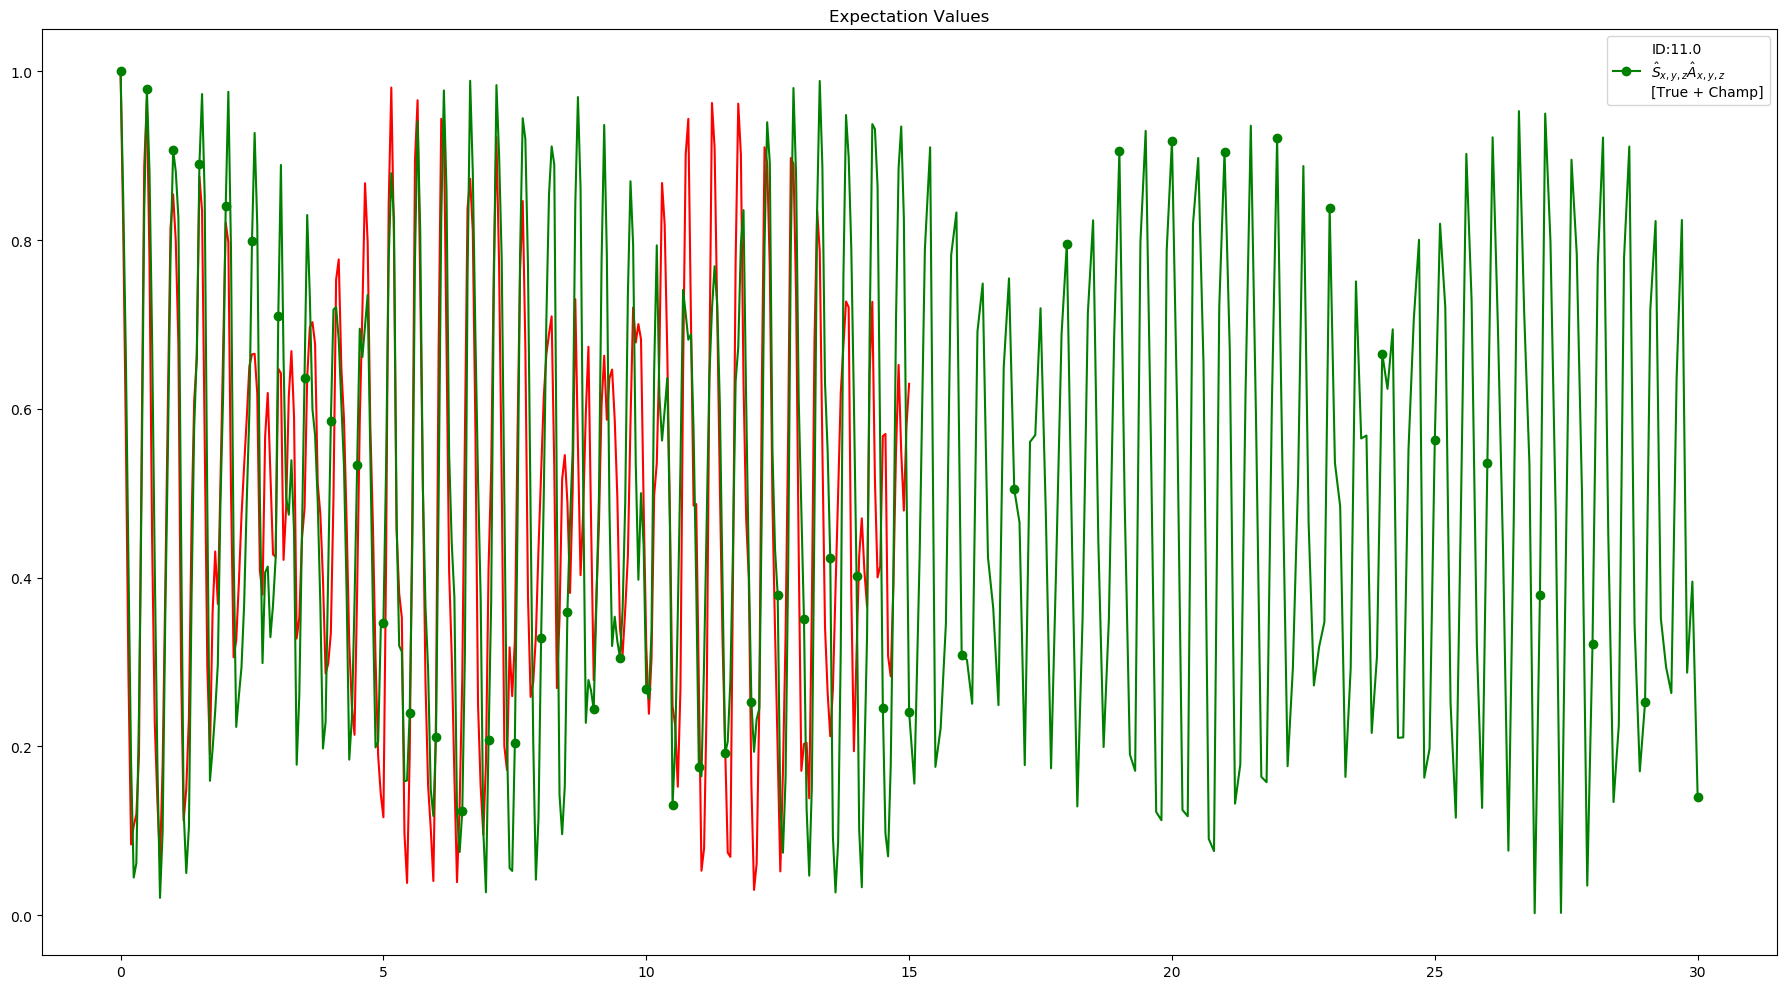 Expectation Values
ID:11.0
$\hat{S}_{x,y,z}\hat{A}_{x,y,z}$
[True + Champ]
1.0
0.8
0.6
0.4
0.2
0.0
0 5 10 15 20 25 30